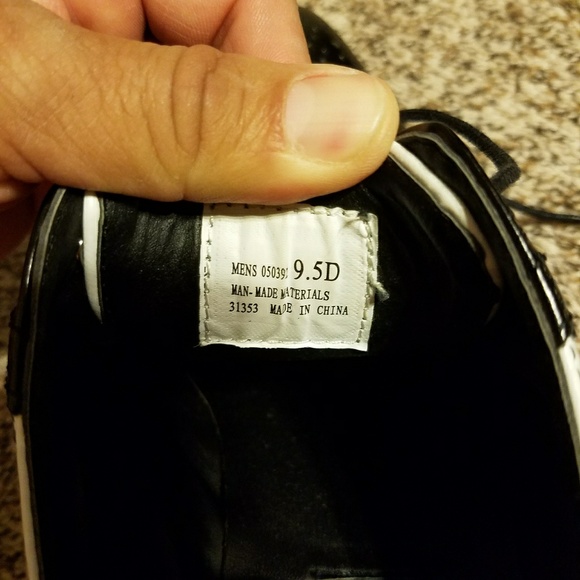 MENS 9.5D
MAN-MADE MATERIALS
31353 MADE IN CHINA